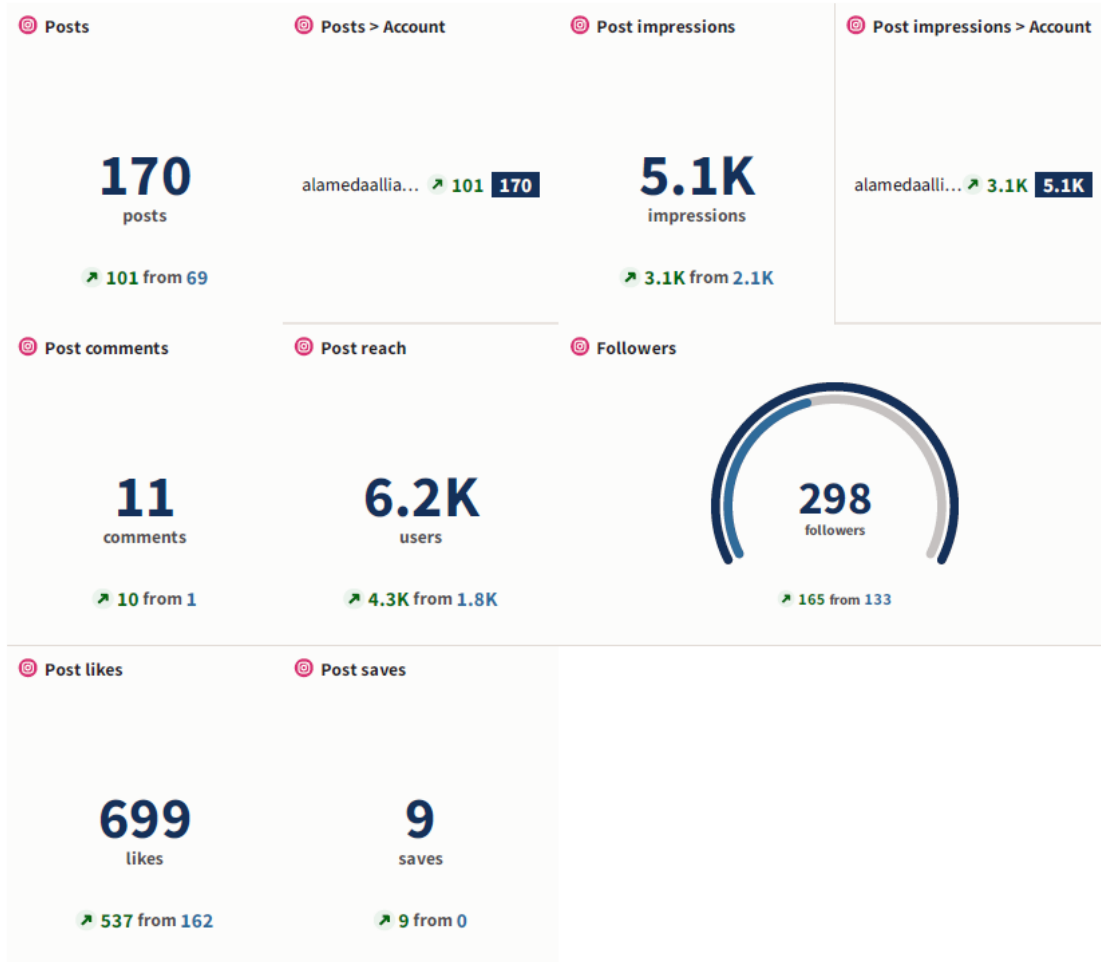 Posts
Posts > Account
Post impressions
Post impressions > Account
170
posts
101 from 69
alamedaallia... 101 170
5.1K
impressions
3.1K from 2.1K
alamedaalli... 3.1K 5.1K
Post comments
Post reach
Followers
11
comments
10 from 1
6.2K
users
4.3K from 1.8K
298
followers
165 from 133
Post likes
Post saves
699
likes
537 from 162
9
saves
9 from 0